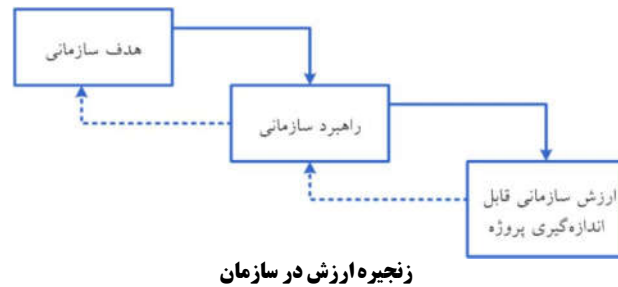 هدف سازمانی
راهبرد سازمانی
ارزش سازمانی قابل
اندازه‌گیری پروژه
زنجیره ارزش در سازمان